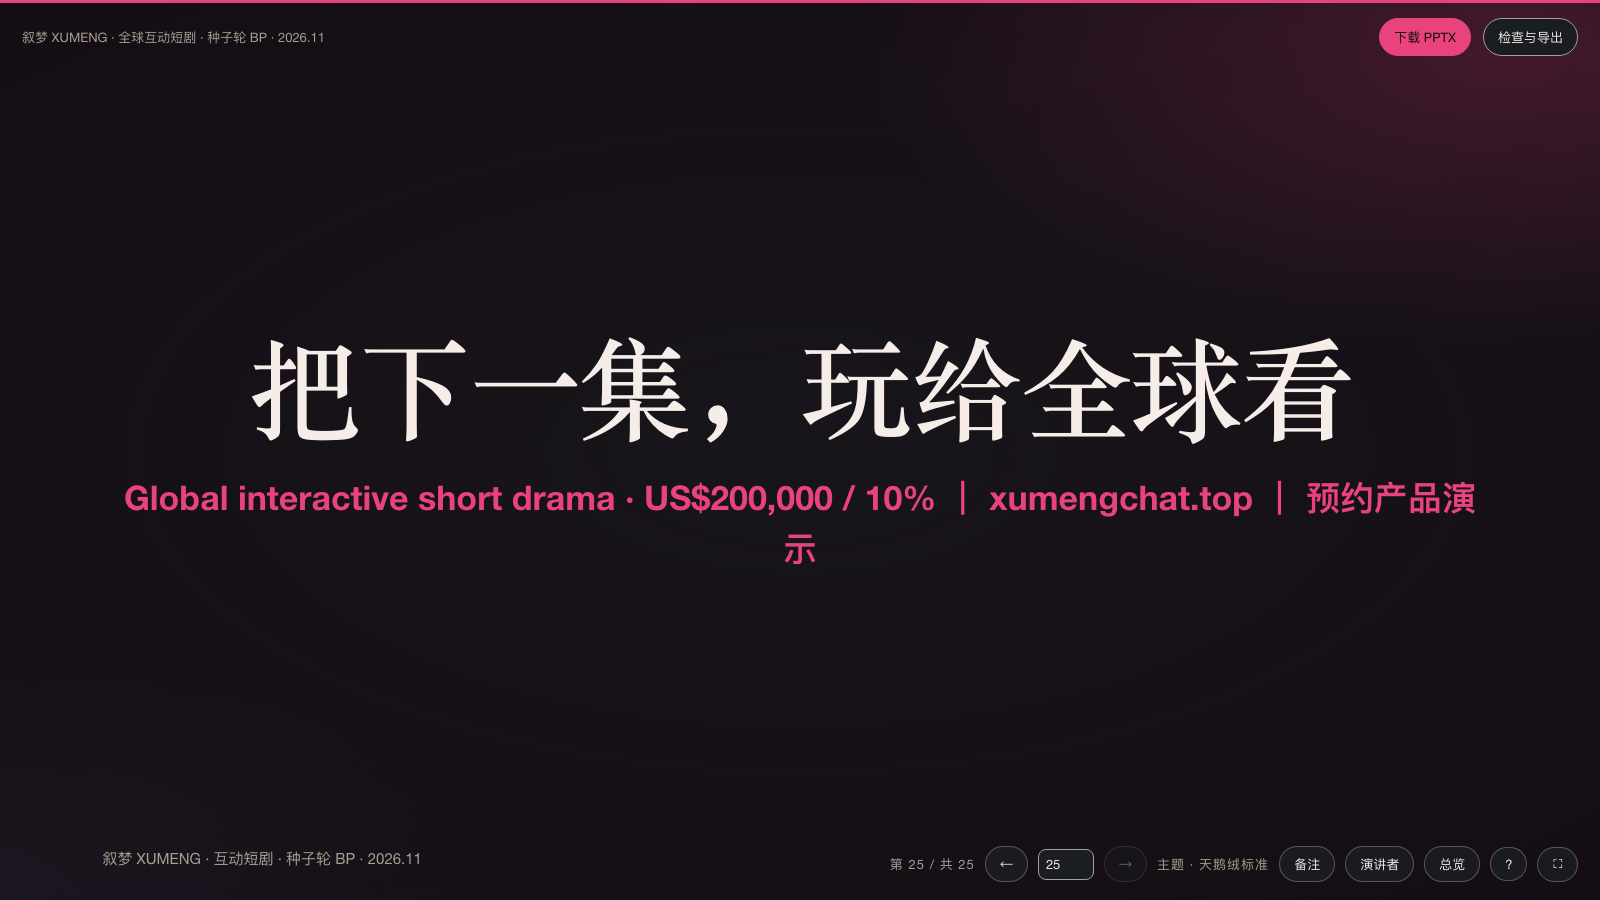 叙梦 XUMENG · 全球互动短剧 · 种子轮 BP · 2026.11
下载 PPTX
检查与导出
把下一集，玩给全球看
Global interactive short drama · US$200,000 / 10% ｜ xumengchat.top ｜ 预约产品演
示
叙梦 XUMENG · 互动短剧 · 种子轮 BP · 2026.11
第 25 / 共 25
←
25
→
主题 · 天鹅绒标准
备注
演讲者
总览
?